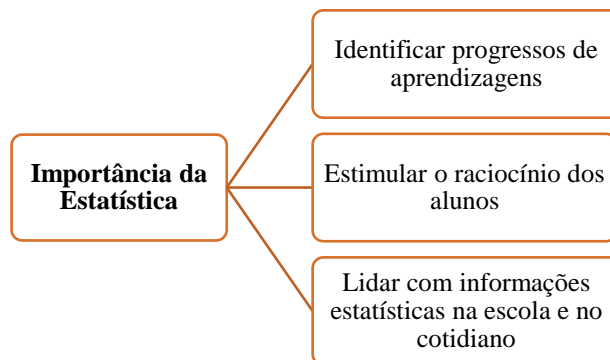 Importância da
Estatística
Identificar progressos de
aprendizagens
Estimular o raciocínio dos
alunos
Lidar com informações
estatísticas na escola e no
cotidiano